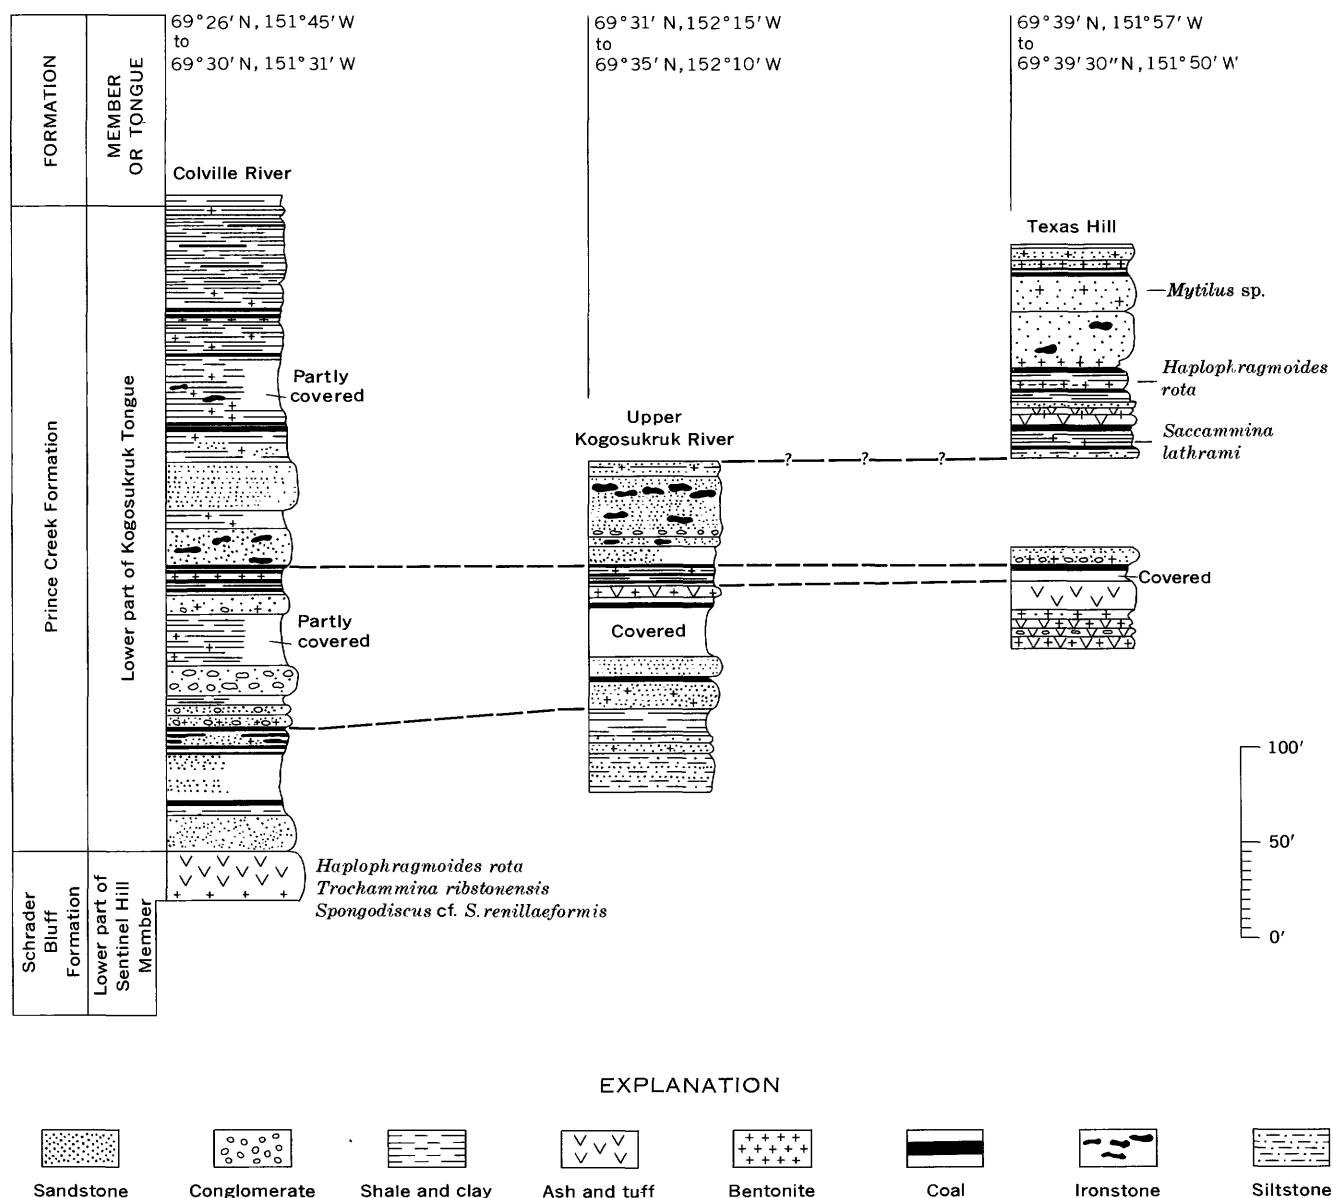 69°26′ N, 151°45′ W
to
69°30′ N, 151°31′ W
69°31′ N, 152°15′ W
to
69°35′ N, 152°10′ W
69°39′ N, 151°57′ W
to
69°39′30″ N, 151°50′ W
FORMATION
MEMBER
OR TONGUE
Colville River
Texas Hill
Mytilus sp.
Haplophragmoides
rota
Saccammina
lathrami
Partly
covered
Upper
Kogosukruk River
? ? ?
Prince Creek Formation
Lower part of Kogosukruk Tongue
Covered
Partly
covered
Covered
100′
50′
0′
Schrader
Bluff
Formation
Lower part of
Sentinel Hill
Member
Haplophragmoides rota
Trochammina ribstonensis
Spongodiscus cf. S. renillaeformis
EXPLANATION
Sandstone
Conglomerate
Shale and clay
Ash and tuff
Bentonite
Coal
Ironstone
Siltstone